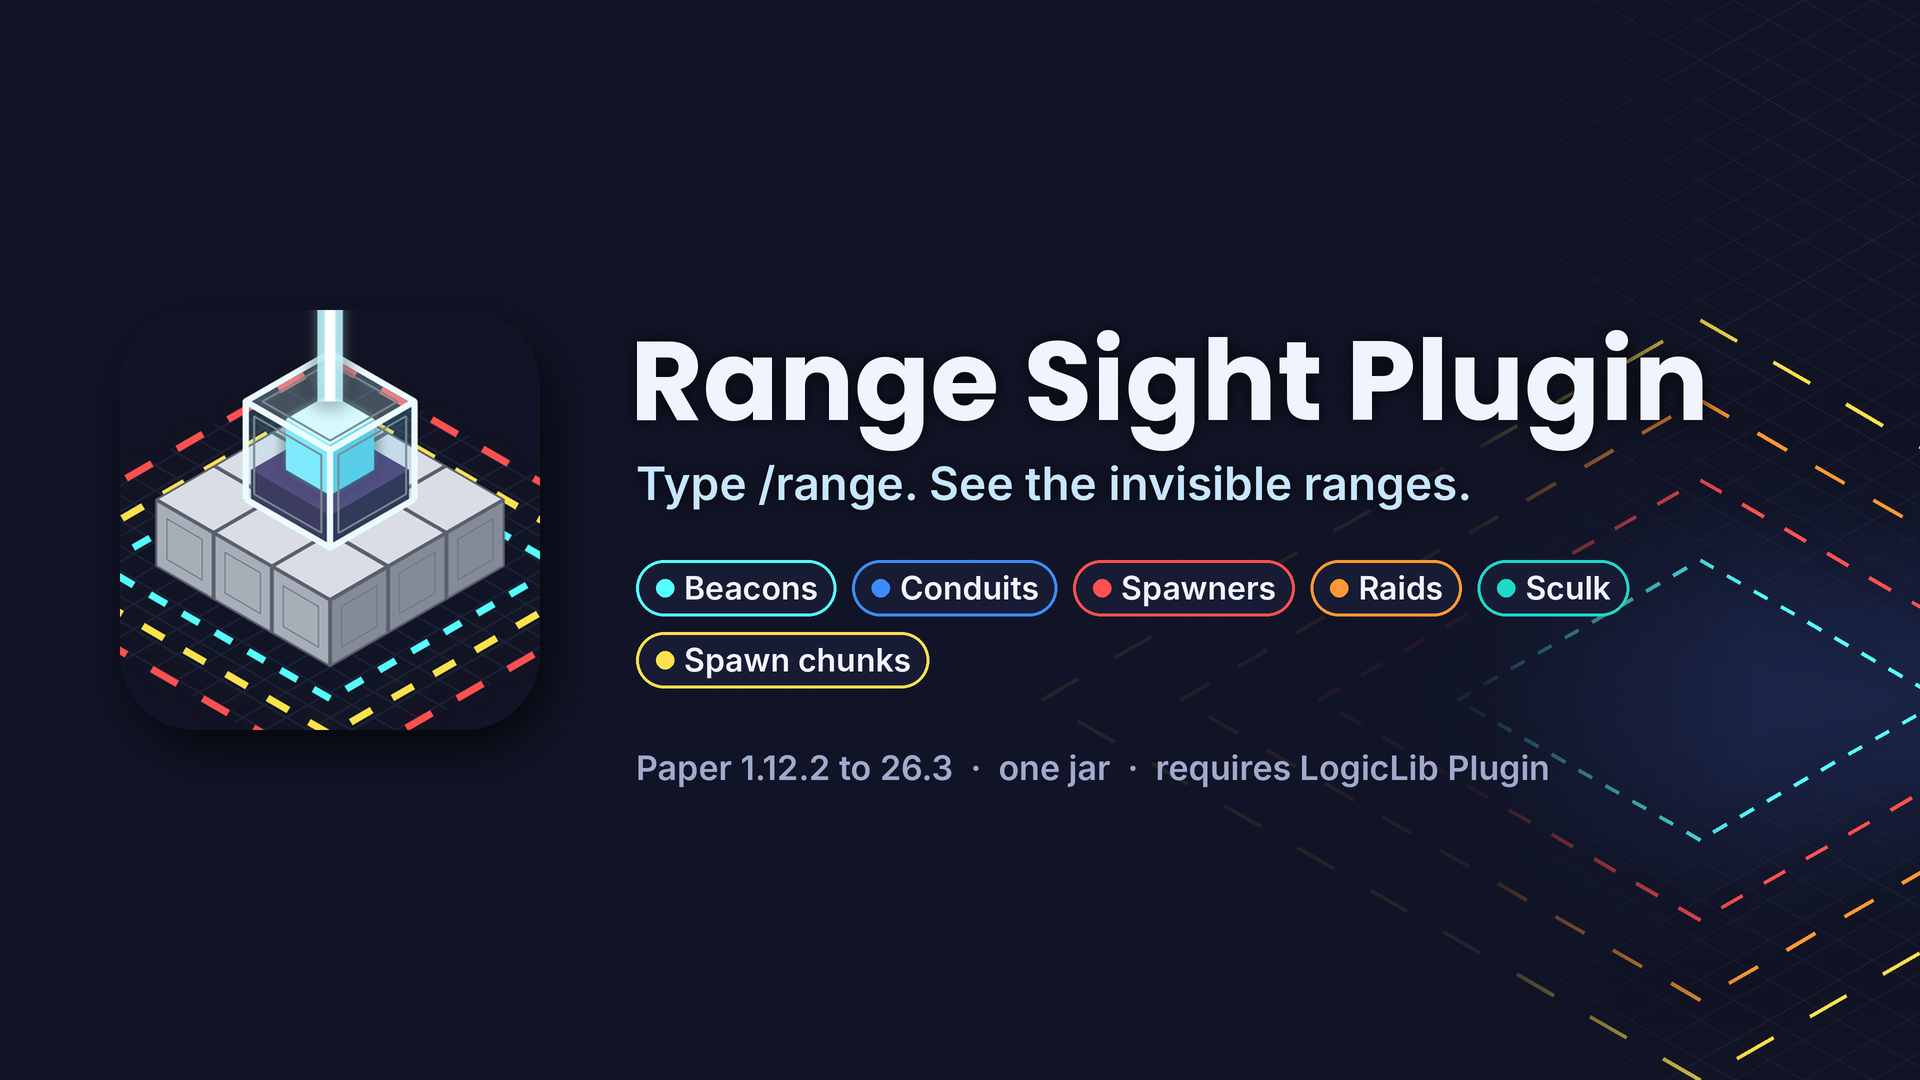 Range Sight Plugin
Type /range. See the invisible ranges.
Beacons Conduits Spawners Raids Sculk
Spawn chunks
Paper 1.12.2 to 26.3 · one jar · requires LogicLib Plugin